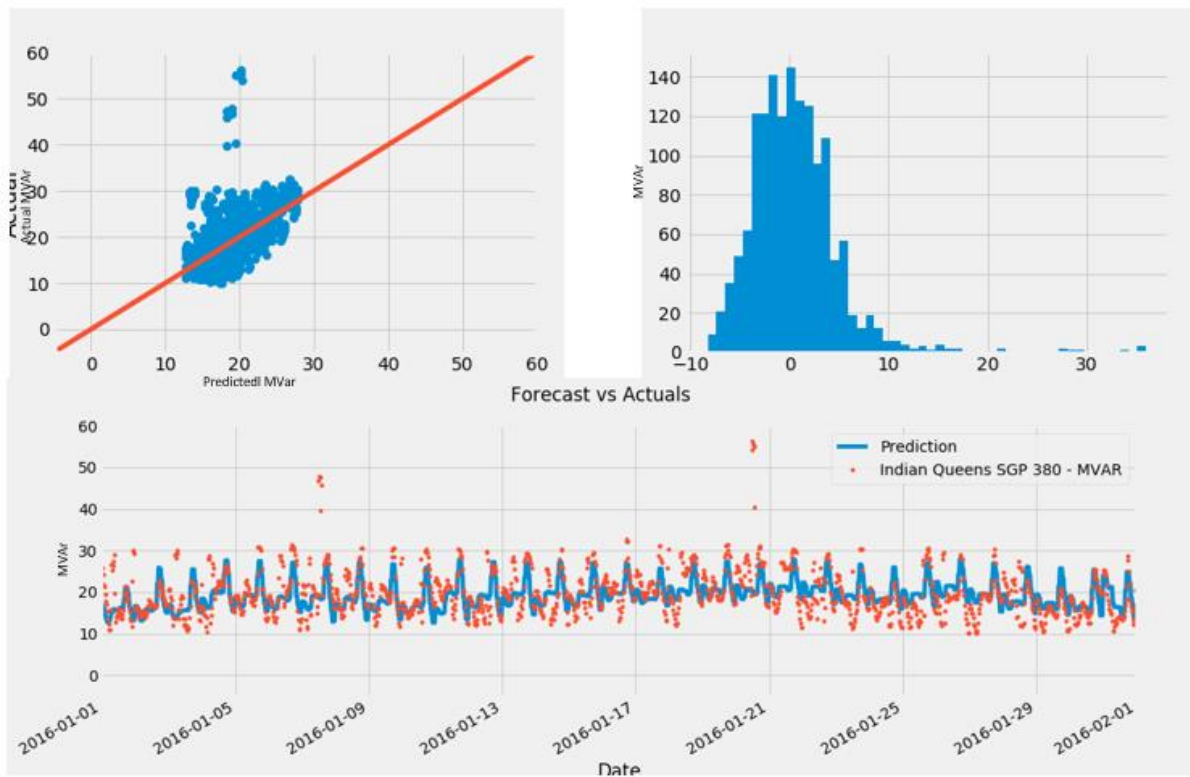 60
50
40
30
20
10
0
Actual
Actual MVAr
0 10 20 30 40 50 60
PredictedI MVar
140
120
100
80
60
40
20
0
MVAr
−10 0 10 20 30
Forecast vs Actuals
60
50
40
30
20
10
0
MVAr
Prediction
Indian Queens SGP 380 - MVAR
2016-01-01 2016-01-05 2016-01-09 2016-01-13 2016-01-17 2016-01-21 2016-01-25 2016-01-29 2016-02-01
Date